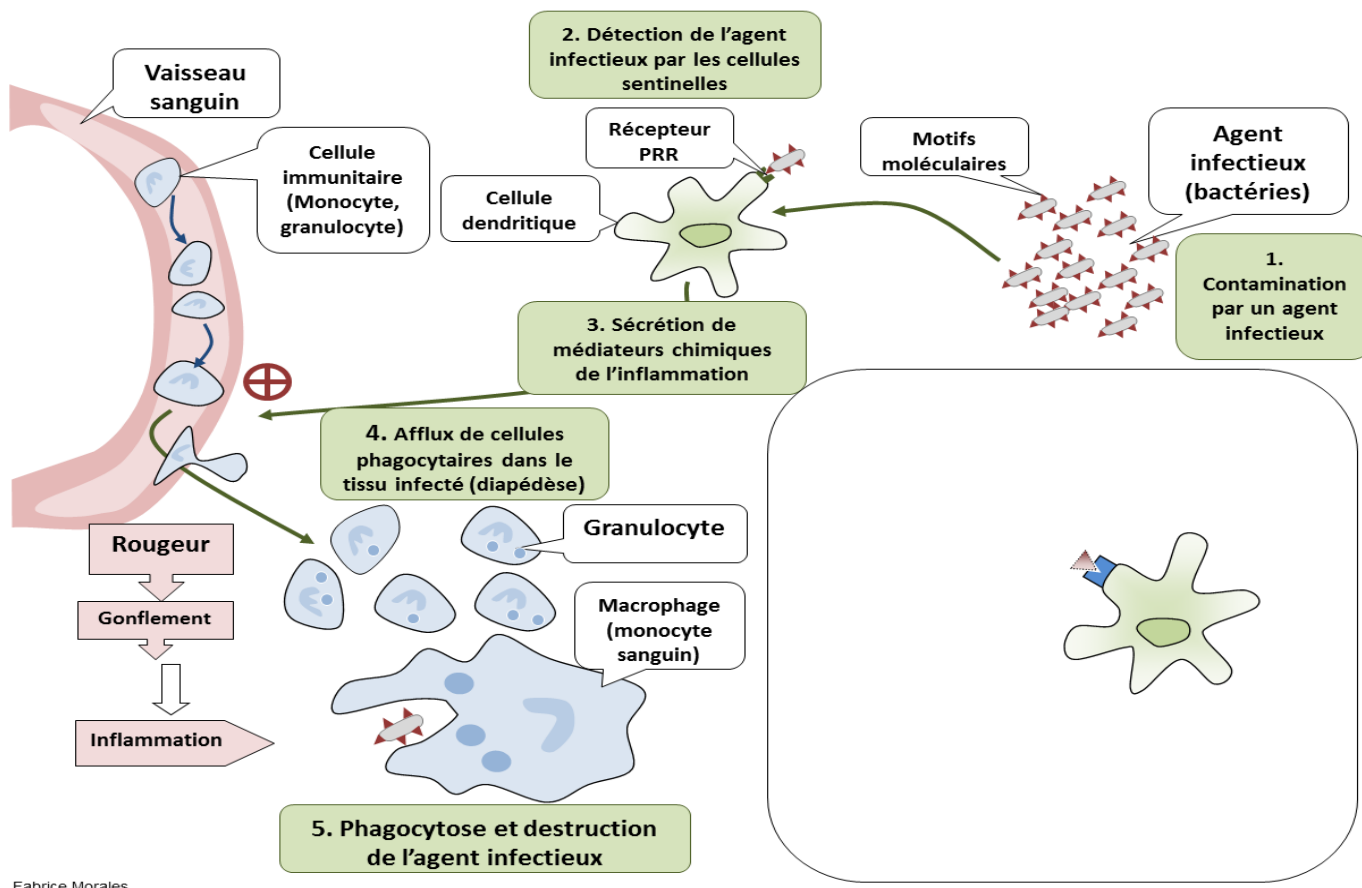 2. Détection de l’agent
infectieux par les cellules
sentinelles
Vaisseau
sanguin
Cellule
immunitaire
(Monocyte,
granulocyte)
Récepteur
PRR
Cellule
dendritique
Motifs
moléculaires
Agent
infectieux
(bactéries)
1.
Contamination
par un agent
infectieux
3. Sécrétion de
médiateurs chimiques
de l’inflammation
4. Afflux de cellules
phagocytaires dans le
tissu infecté (diapédèse)
Granulocyte
Rougeur
Gonflement
Inflammation
Macrophage
(monocyte
sanguin)
5. Phagocytose et destruction
de l’agent infectieux
Fabrice Morales